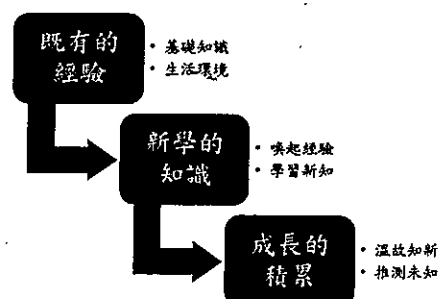 既有的
經驗
• 基礎知識
• 生活環境
新學的
知識
• 喚起經驗
• 學習新知
成長的
積累
• 溫故知新
• 推測未知